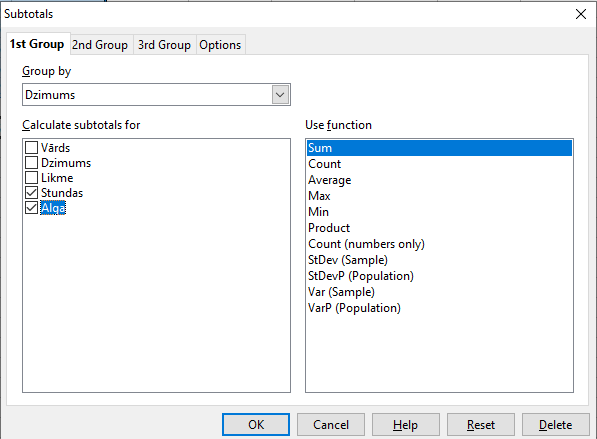 Subtotals
1st Group 2nd Group 3rd Group Options
Group by
Dzimums
Calculate subtotals for
Vārds
Dzimums
Likme
Stundas
Alga
Use function
Sum
Count
Average
Max
Min
Product
Count (numbers only)
StDev (Sample)
StDevP (Population)
Var (Sample)
VarP (Population)
OK Cancel Help Reset Delete